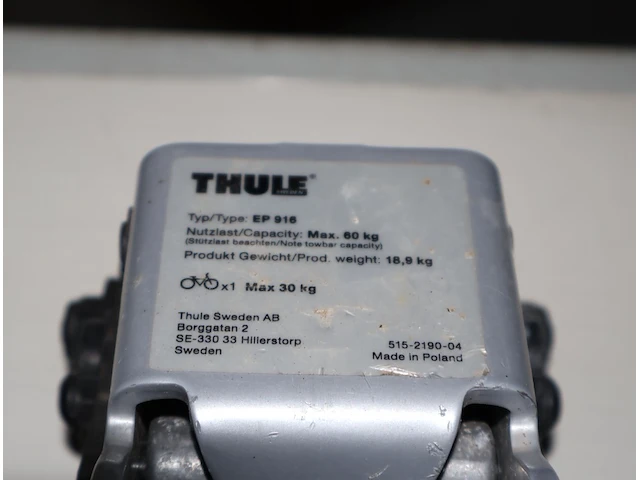 THULE®
Typ/Type: EP 916
Nutzlast/Capacity: Max. 60 kg
(Stützlast beachten/Note towbar capacity)
Produkt Gewicht/Prod. weight: 18,9 kg
x1 Max 30 kg
Thule Sweden AB
Borggatan 2
SE-330 33 Hillerstorp
Sweden
515-2190-04
Made in Poland